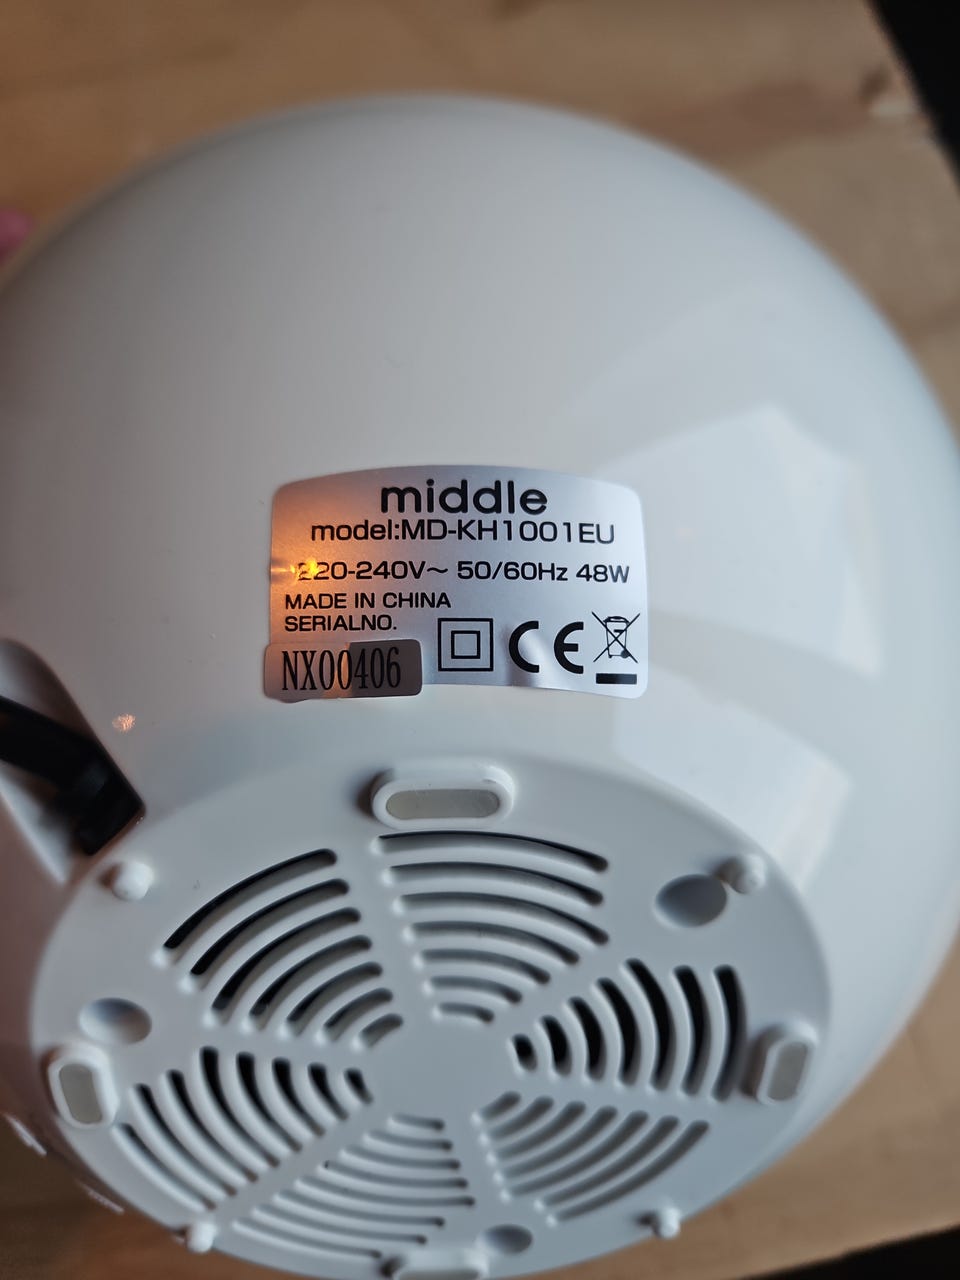 middle
model:MD-KH1001EU
220-240V~ 50/60Hz 48W
MADE IN CHINA
SERIALNO.
NX00406
CE